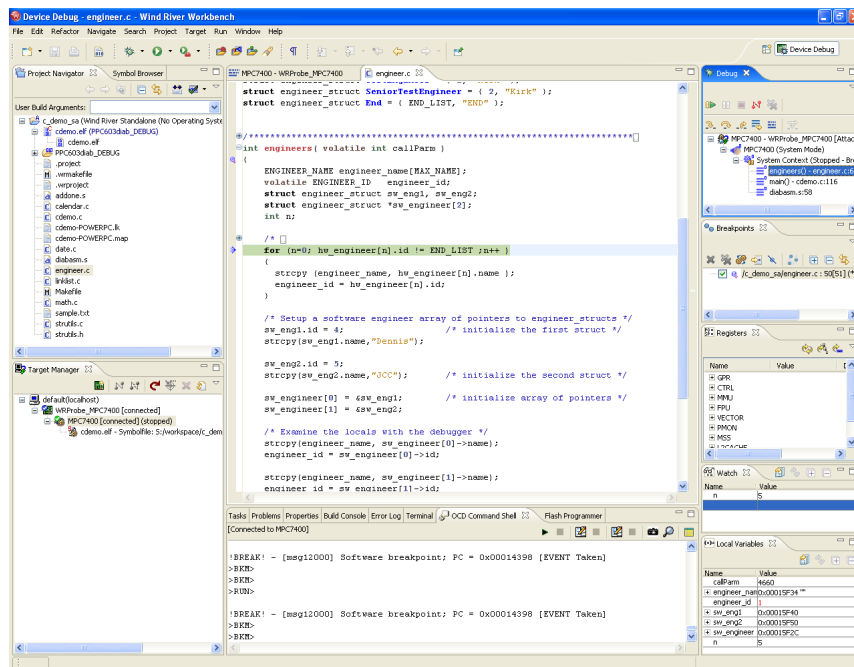 Device Debug - engineer.c - Wind River Workbench
File Edit Refactor Navigate Search Project Target Run Window Help
Device Debug
Project Navigator
Symbol Browser
User Build Arguments:
c_demo_sa (Wind River Standalone (No Operating Syste
cdemo.elf (PPC603diab_DEBUG)
cdemo.elf
PPC603diab_DEBUG
.project
.wrmakefile
.wrproject
addone.s
calendar.c
cdemo.c
cdemo-POWERPC.lk
cdemo-POWERPC.map
date.c
diabasm.s
engineer.c
linklist.c
Makefile
math.c
sample.txt
strutils.c
strutils.h
Target Manager
default(localhost)
WRProbe_MPC7400 [connected]
MPC7400 [connected] (stopped)
cdemo.elf - Symbolfile: S:/workspace/c_dem
MPC7400 - WRProbe_MPC7400
engineer.c
struct engineer_struct SeniorTestEngineer = { 2, "Kirk" };
struct engineer_struct End = { END_LIST, "END" };
int engineers( volatile int callParm )
{
ENGINEER_NAME engineer_name[MAX_NAME];
volatile ENGINEER_ID engineer_id;
struct engineer_struct sw_eng1, sw_eng2;
struct engineer_struct *sw_engineer[2];
int n;
/*
for (n=0; hw_engineer[n].id != END_LIST ;n++ )
{
strcpy (engineer_name, hw_engineer[n].name );
engineer_id = hw_engineer[n].id;
}
/* Setup a software engineer array of pointers to engineer_structs */
sw_eng1.id = 4; /* initialize the first struct */
strcpy(sw_eng1.name,"Dennis");
sw_eng2.id = 5;
strcpy(sw_eng2.name,"JCC"); /* initialize the second struct */
sw_engineer[0] = &sw_eng1; /* initialize array of pointers */
sw_engineer[1] = &sw_eng2;
/* Examine the locals with the debugger */
strcpy(engineer_name, sw_engineer[0]->name);
engineer_id = sw_engineer[0]->id;
strcpy(engineer_name, sw_engineer[1]->name);
engineer_id = sw_engineer[1]->id;
Tasks Problems Properties Build Console Error Log Terminal OCD Command Shell Flash Programmer
[Connected to MPC7400]
!BREAK! - [msg12000] Software breakpoint; PC = 0x00014398 [EVENT Taken]
>BKM>
>BKM>
>RUN>
!BREAK! - [msg12000] Software breakpoint; PC = 0x00014398 [EVENT Taken]
>BKM>
>BKM>
Debug
MPC7400 - WRProbe_MPC7400 [Attac
MPC7400 (System Mode)
System Context (Stopped - Bre
engineers() - engineer.c:6
main() - cdemo.c:116
diabasm.s:58
Breakpoints
/c_demo_sa/engineer.c : 50[51] (*
Registers
Name Value
GPR
CTRL
MMU
FPU
VECTOR
PMON
MSS
L2CACHE
Watch
Name Value
n 5
Local Variables
Name Value
callParm 4660
engineer_nam 0x00015F34 ""
engineer_id 1
sw_eng1 0x00015F40
sw_eng2 0x00015F50
sw_engineer 0x00015F2C
n 5